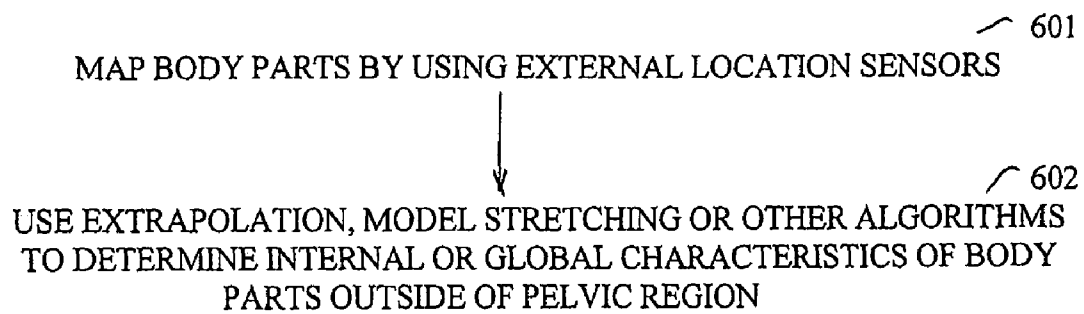 601
MAP BODY PARTS BY USING EXTERNAL LOCATION SENSORS
602
USE EXTRAPOLATION, MODEL STRETCHING OR OTHER ALGORITHMS
TO DETERMINE INTERNAL OR GLOBAL CHARACTERISTICS OF BODY
PARTS OUTSIDE OF PELVIC REGION